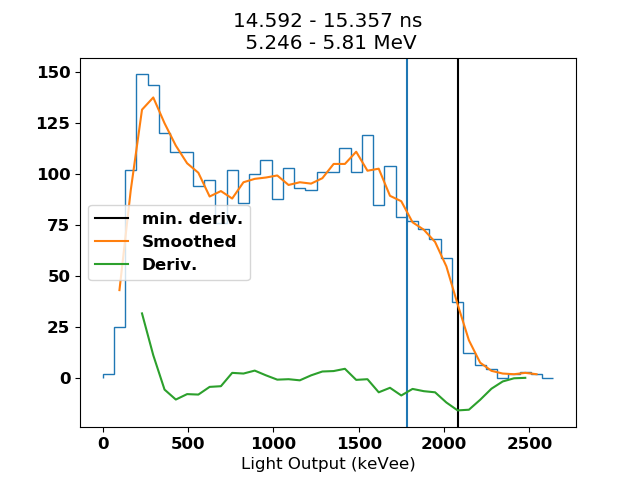 14.592 - 15.357 ns
5.246 - 5.81 MeV
150
125
100
75
50
25
0
min. deriv.
Smoothed
Deriv.
0 500 1000 1500 2000 2500
Light Output (keVee)